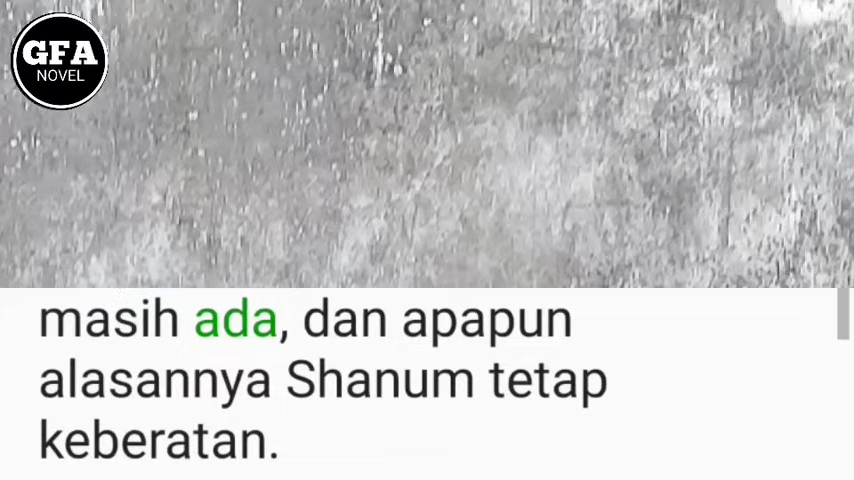 GFA
NOVEL
masih ada, dan apapun
alasannya Shanum tetap
keberatan.